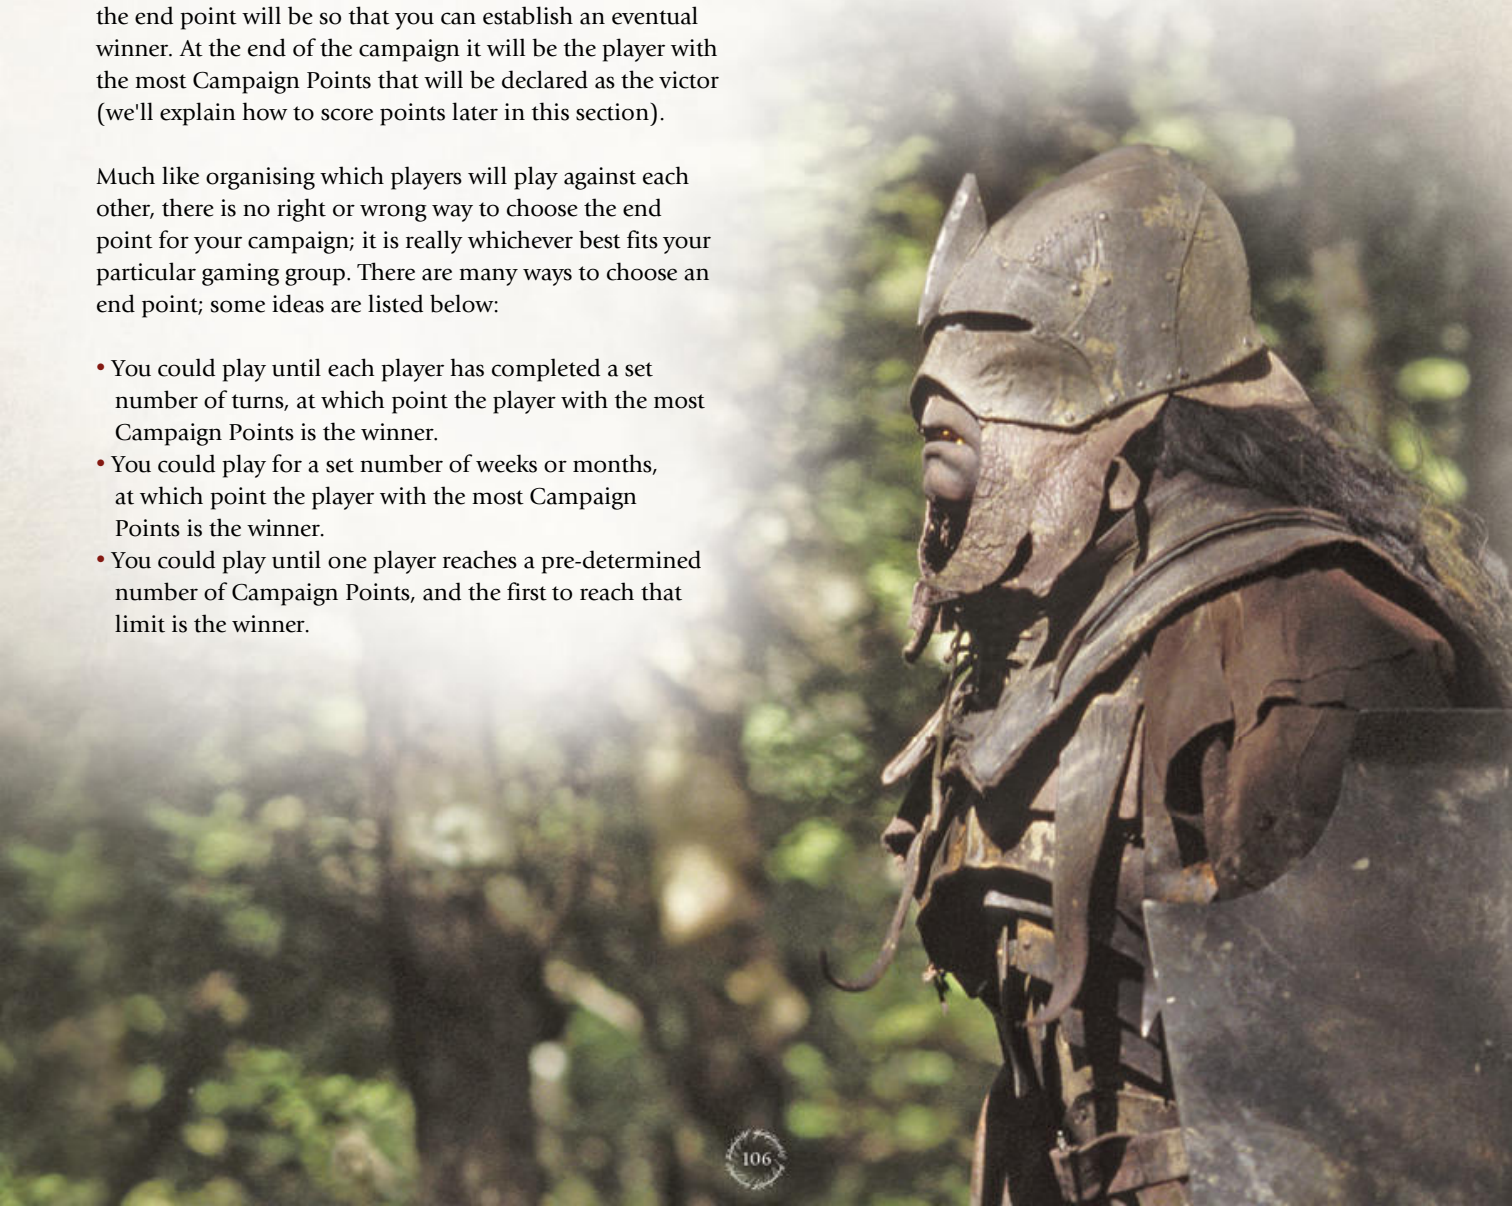 the end point will be so that you can establish an eventual
winner. At the end of the campaign it will be the player with
the most Campaign Points that will be declared as the victor
(we'll explain how to score points later in this section).
Much like organising which players will play against each
other, there is no right or wrong way to choose the end
point for your campaign; it is really whichever best fits your
particular gaming group. There are many ways to choose an
end point; some ideas are listed below:
• You could play until each player has completed a set
number of turns, at which point the player with the most
Campaign Points is the winner.
• You could play for a set number of weeks or months,
at which point the player with the most Campaign
Points is the winner.
• You could play until one player reaches a pre-determined
number of Campaign Points, and the first to reach that
limit is the winner.
106